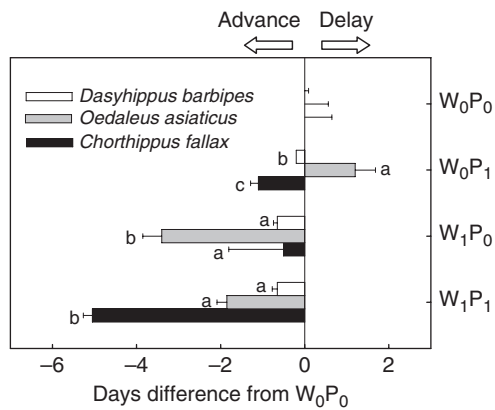 Advance Delay
Dasyhippus barbipes
Oedaleus asiaticus
Chorthippus fallax
W₀P₀
b
a
W₀P₁
c
a
b
W₁P₀
a
a
a
W₁P₁
b
−6 −4 −2 0 2
Days difference from W₀P₀